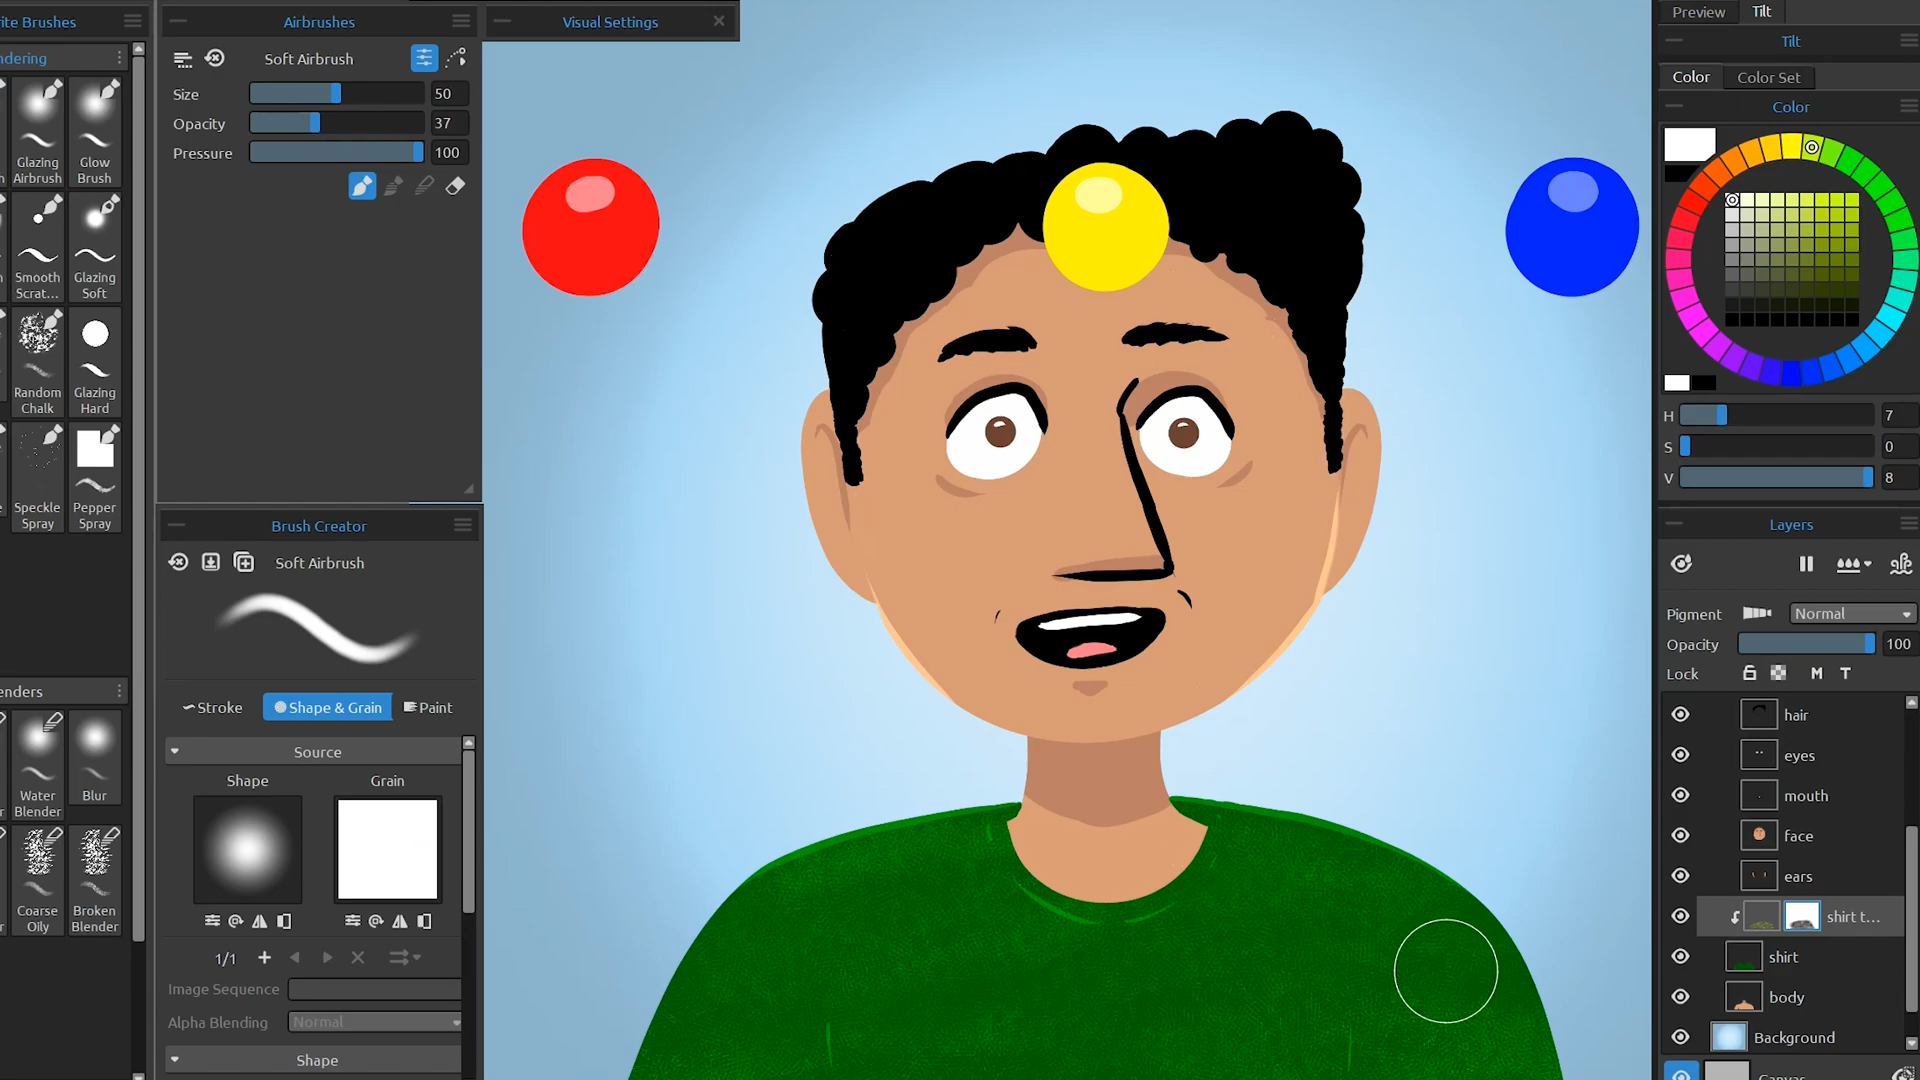 ite Brushes
ndering
Glazing
Airbrush
Glow
Brush
Smooth
Scrat...
Glazing
Soft
Random
Chalk
Glazing
Hard
Speckle
Spray
Pepper
Spray
enders
Water
Blender
Blur
Coarse
Oily
Broken
Blender
Airbrushes
Soft Airbrush
Size 50
Opacity 37
Pressure 100
Brush Creator
Soft Airbrush
Stroke Shape & Grain Paint
Source
Shape Grain
1/1
Image Sequence
Alpha Blending Normal
Shape
Visual Settings
Preview Tilt
Tilt
Color Color Set
Color
H 7
S 0
V 8
Layers
Pigment Normal
Opacity 100
Lock M T
hair
eyes
mouth
face
ears
shirt t...
shirt
body
Background